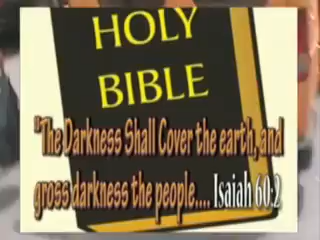 HOLY
BIBLE
"The Darkness Shall Cover the earth, and
gross darkness the people.... Isaiah 60:2